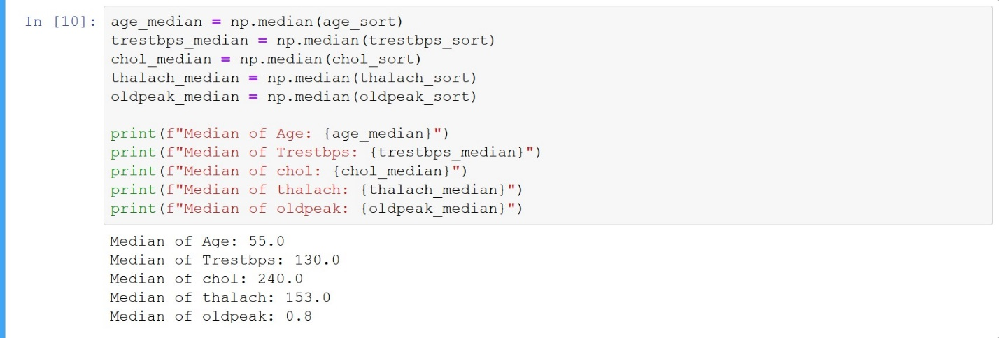 In [10]: age_median = np.median(age_sort)
trestbps_median = np.median(trestbps_sort)
chol_median = np.median(chol_sort)
thalach_median = np.median(thalach_sort)
oldpeak_median = np.median(oldpeak_sort)
print(f"Median of Age: {age_median}")
print(f"Median of Trestbps: {trestbps_median}")
print(f"Median of chol: {chol_median}")
print(f"Median of thalach: {thalach_median}")
print(f"Median of oldpeak: {oldpeak_median}")
Median of Age: 55.0
Median of Trestbps: 130.0
Median of chol: 240.0
Median of thalach: 153.0
Median of oldpeak: 0.8